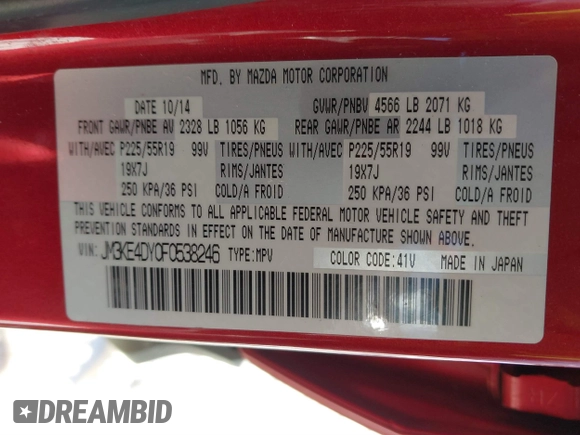 MFD. BY MAZDA MOTOR CORPORATION
DATE 10/14 GVWR/PNBV 4566 LB 2071 KG
FRONT GAWR/PNBE AV 2328 LB 1056 KG REAR GAWR/PNBE AR 2244 LB 1018 KG
WITH/AVEC P225/55R19 99V TIRES/PNEUS WITH/AVEC P225/55R19 99V TIRES/PNEUS
19X7J RIMS/JANTES 19X7J RIMS/JANTES
250 KPA/36 PSI COLD/A FROID 250 KPA/36 PSI COLD/A FROID
THIS VEHICLE CONFORMS TO ALL APPLICABLE FEDERAL MOTOR VEHICLE SAFETY AND THEFT
PREVENTION STANDARDS IN EFFECT ON THE DATE OF MANUFACTURE SHOWN ABOVE.
VIN: JM3KE4DY0F0538246 TYPE:MPV COLOR CODE:41V MADE IN JAPAN
DREAMBID